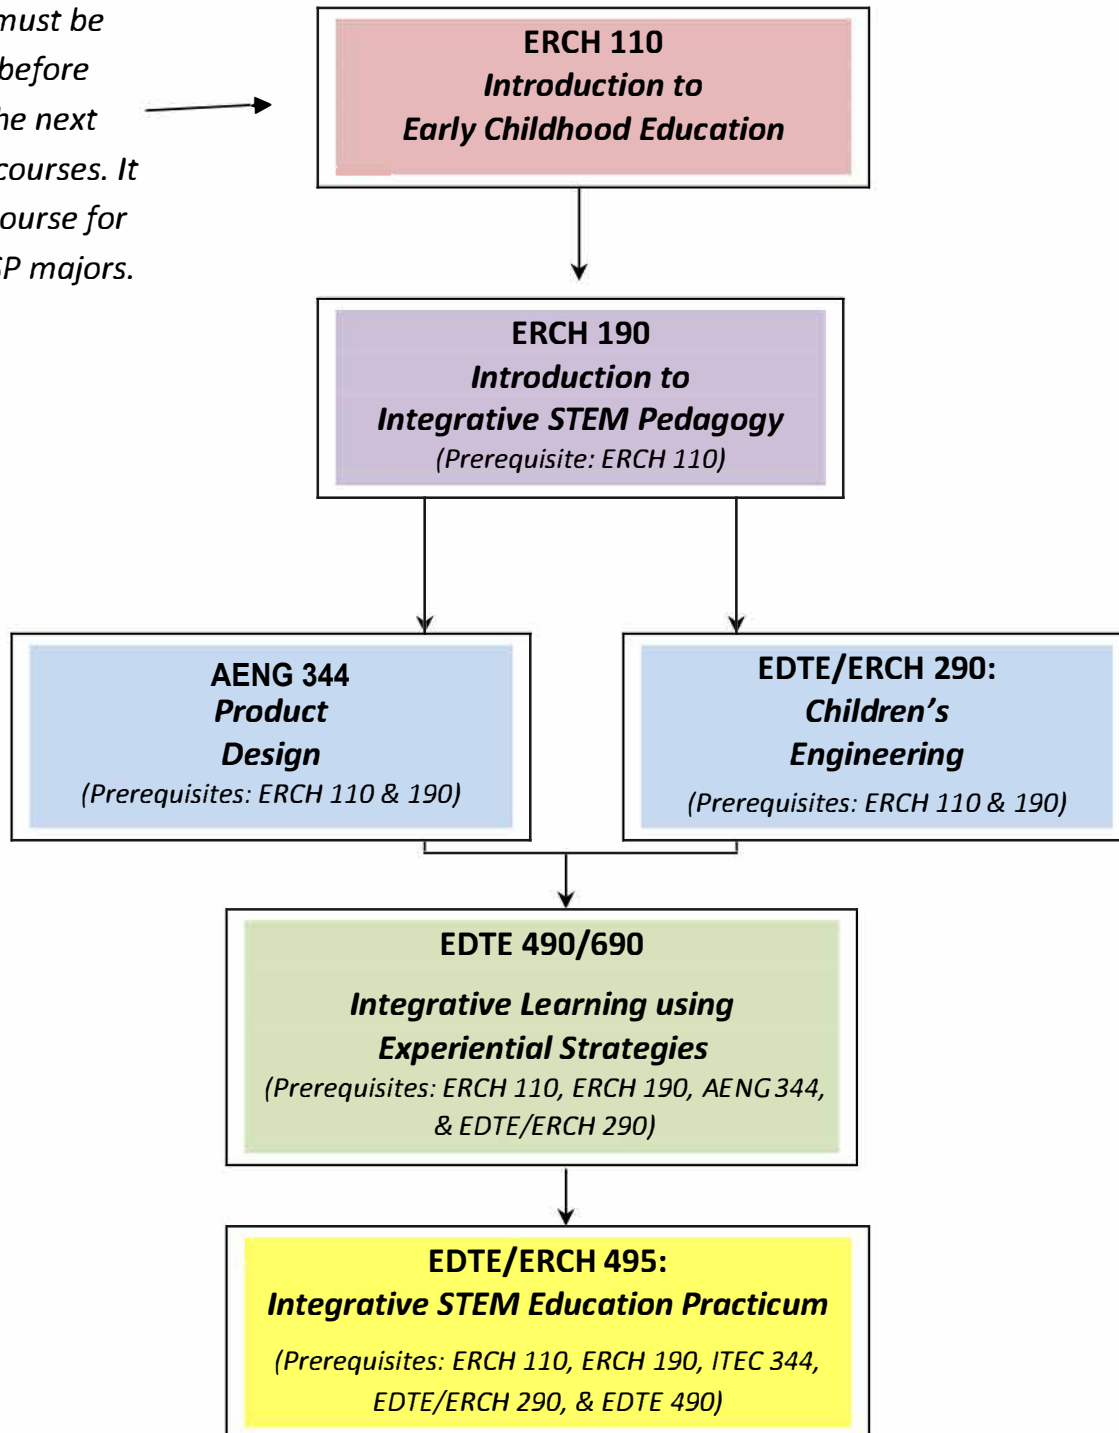 must be
before
he next
courses. It
ourse for
SP majors.
ERCH 110
Introduction to
Early Childhood Education
ERCH 190
Introduction to
Integrative STEM Pedagogy
(Prerequisite: ERCH 110)
AENG 344
Product
Design
(Prerequisites: ERCH 110 & 190)
EDTE/ERCH 290:
Children’s
Engineering
(Prerequisites: ERCH 110 & 190)
EDTE 490/690
Integrative Learning using
Experiential Strategies
(Prerequisites: ERCH 110, ERCH 190, AENG 344,
& EDTE/ERCH 290)
EDTE/ERCH 495:
Integrative STEM Education Practicum
(Prerequisites: ERCH 110, ERCH 190, ITEC 344,
EDTE/ERCH 290, & EDTE 490)